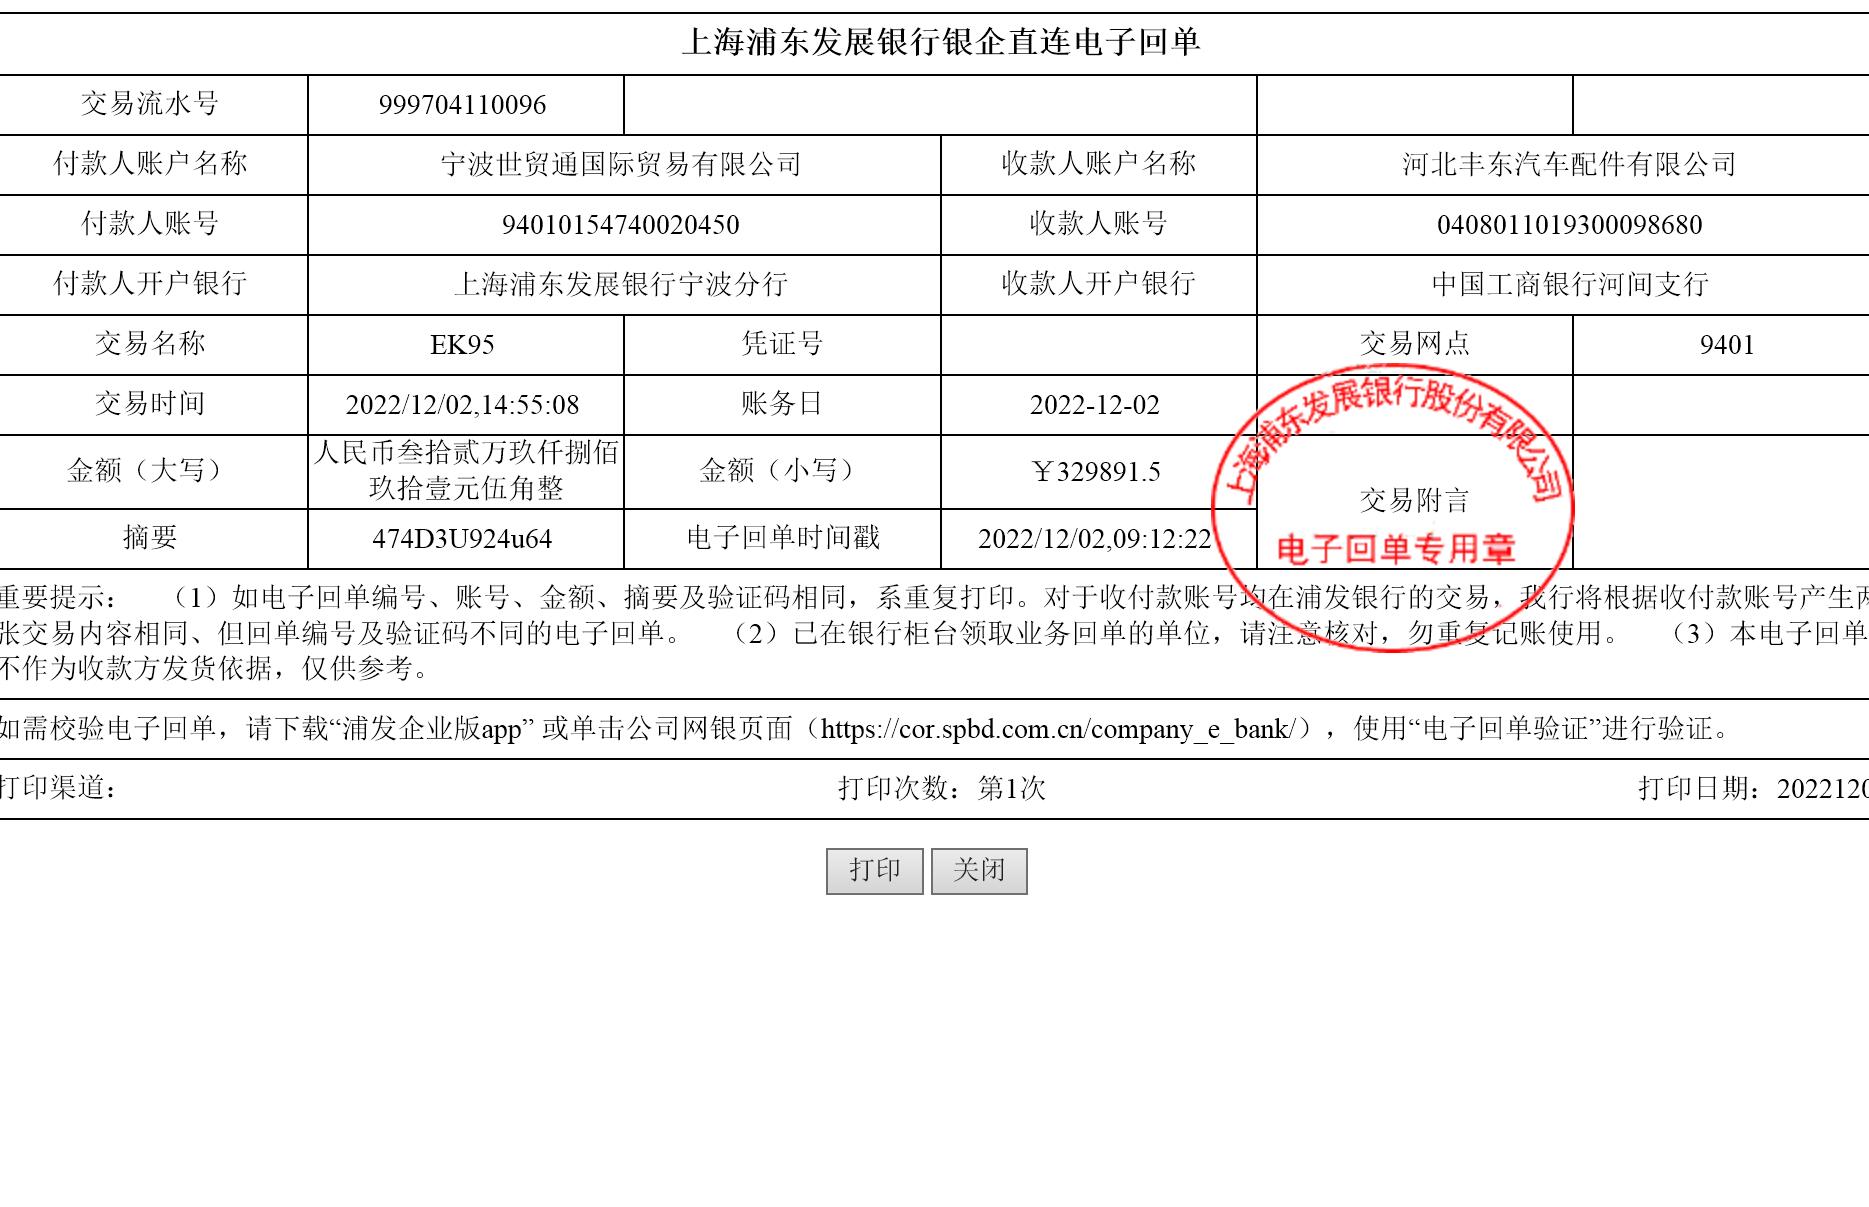 上海浦东发展银行银企直连电子回单
交易流水号 999704110096
付款人账户名称 宁波世贸通国际贸易有限公司 收款人账户名称 河北丰东汽车配件有限公司
付款人账号 94010154740020450 收款人账号 0408011019300098680
付款人开户银行 上海浦东发展银行宁波分行 收款人开户银行 中国工商银行河间支行
交易名称 EK95 凭证号 交易网点 9401
交易时间 2022/12/02,14:55:08 账务日 2022-12-02
金额（大写） 人民币叁拾贰万玖仟捌佰
玖拾壹元伍角整 金额（小写） ￥329891.5
交易附言
摘要 474D3U924u64 电子回单时间戳 2022/12/02,09:12:22
上海浦东发展银行股份有限公司
电子回单专用章
重要提示： （1）如电子回单编号、账号、金额、摘要及验证码相同，系重复打印。对于收付款账号均在浦发银行的交易，我行将根据收付款账号产生两
张交易内容相同、但回单编号及验证码不同的电子回单。 （2）已在银行柜台领取业务回单的单位，请注意核对，勿重复记账使用。 （3）本电子回单
不作为收款方发货依据，仅供参考。
如需校验电子回单，请下载“浦发企业版app” 或单击公司网银页面（https://cor.spbd.com.cn/company_e_bank/），使用“电子回单验证”进行验证。
打印渠道： 打印次数：第1次 打印日期：2022120
打印 关闭